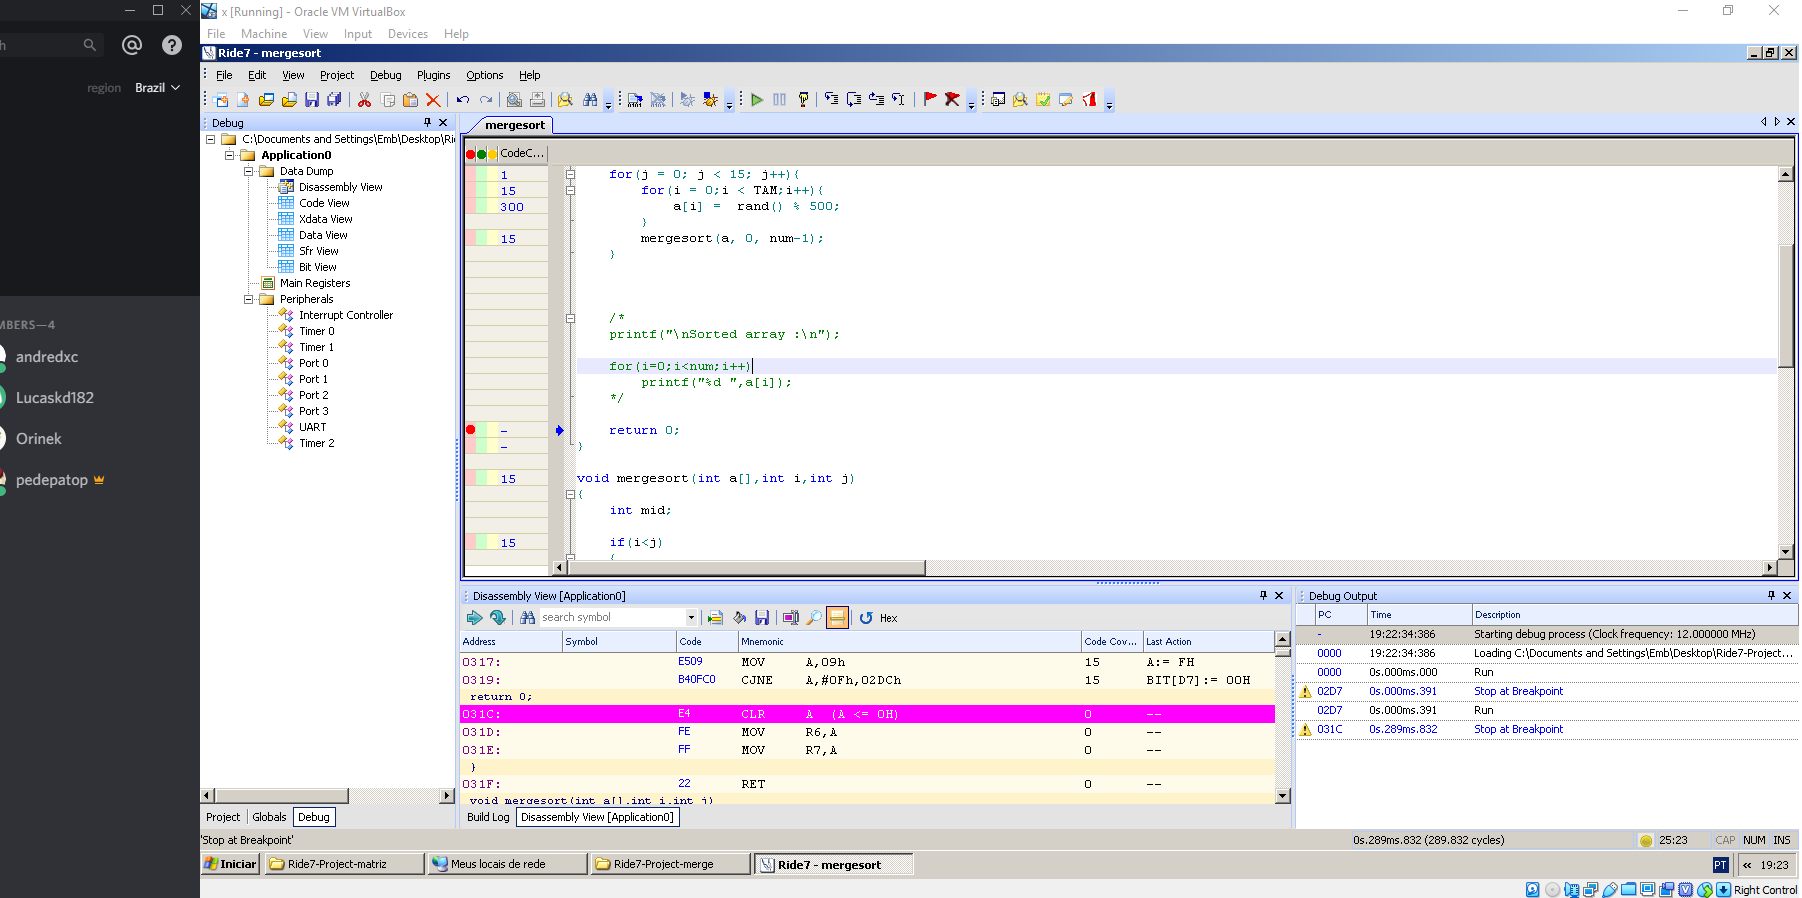 x [Running] - Oracle VM VirtualBox
File Machine View Input Devices Help
h
region Brazil
MBERS—4
andredxc
Lucaskd182
Orinek
pedepatop
Ride7 - mergesort
File Edit View Project Debug Plugins Options Help
Debug
C:\Documents and Settings\Emb\Desktop\Ri
Application0
Data Dump
Disassembly View
Code View
Xdata View
Data View
Sfr View
Bit View
Main Registers
Peripherals
Interrupt Controller
Timer 0
Timer 1
Port 0
Port 1
Port 2
Port 3
UART
Timer 2
Project Globals Debug
mergesort
CodeC...
1 for(j = 0; j < 15; j++){
15 for(i = 0;i < TAM;i++){
300 a[i] =  rand() % 500;
}
15 mergesort(a, 0, num-1);
}
/*
printf("\nSorted array :\n");
for(i=0;i<num;i++)
printf("%d ",a[i]);
*/
- return 0;
- }
15 void mergesort(int a[],int i,int j)
{
int mid;
15 if(i<j)
{
Disassembly View [Application0]
search symbol Hex
Address Symbol Code Mnemonic Code Cov... Last Action
0317: E509 MOV A,09h 15 A:= FH
0319: B40FC0 CJNE A,#0Fh,02DCh 15 BIT[D7]:= 00H
return 0;
031C: E4 CLR A (A <= 0H) 0 --
031D: FE MOV R6,A 0 --
031E: FF MOV R7,A 0 --
}
031F: 22 RET 0 --
void mergesort(int a[],int i,int j)
Build Log Disassembly View [Application0]
Debug Output
PC Time Description
- 19:22:34:386 Starting debug process (Clock frequency: 12.000000 MHz)
0000 19:22:34:386 Loading C:\Documents and Settings\Emb\Desktop\Ride7-Project...
0000 0s.000ms.000 Run
02D7 0s.000ms.391 Stop at Breakpoint
02D7 0s.000ms.391 Run
031C 0s.289ms.832 Stop at Breakpoint
'Stop at Breakpoint' 0s.289ms.832 (289.832 cycles) 25:23 CAP NUM INS
Iniciar Ride7-Project-matriz Meus locais de rede Ride7-Project-merge Ride7 - mergesort PT « 19:23
Right Control